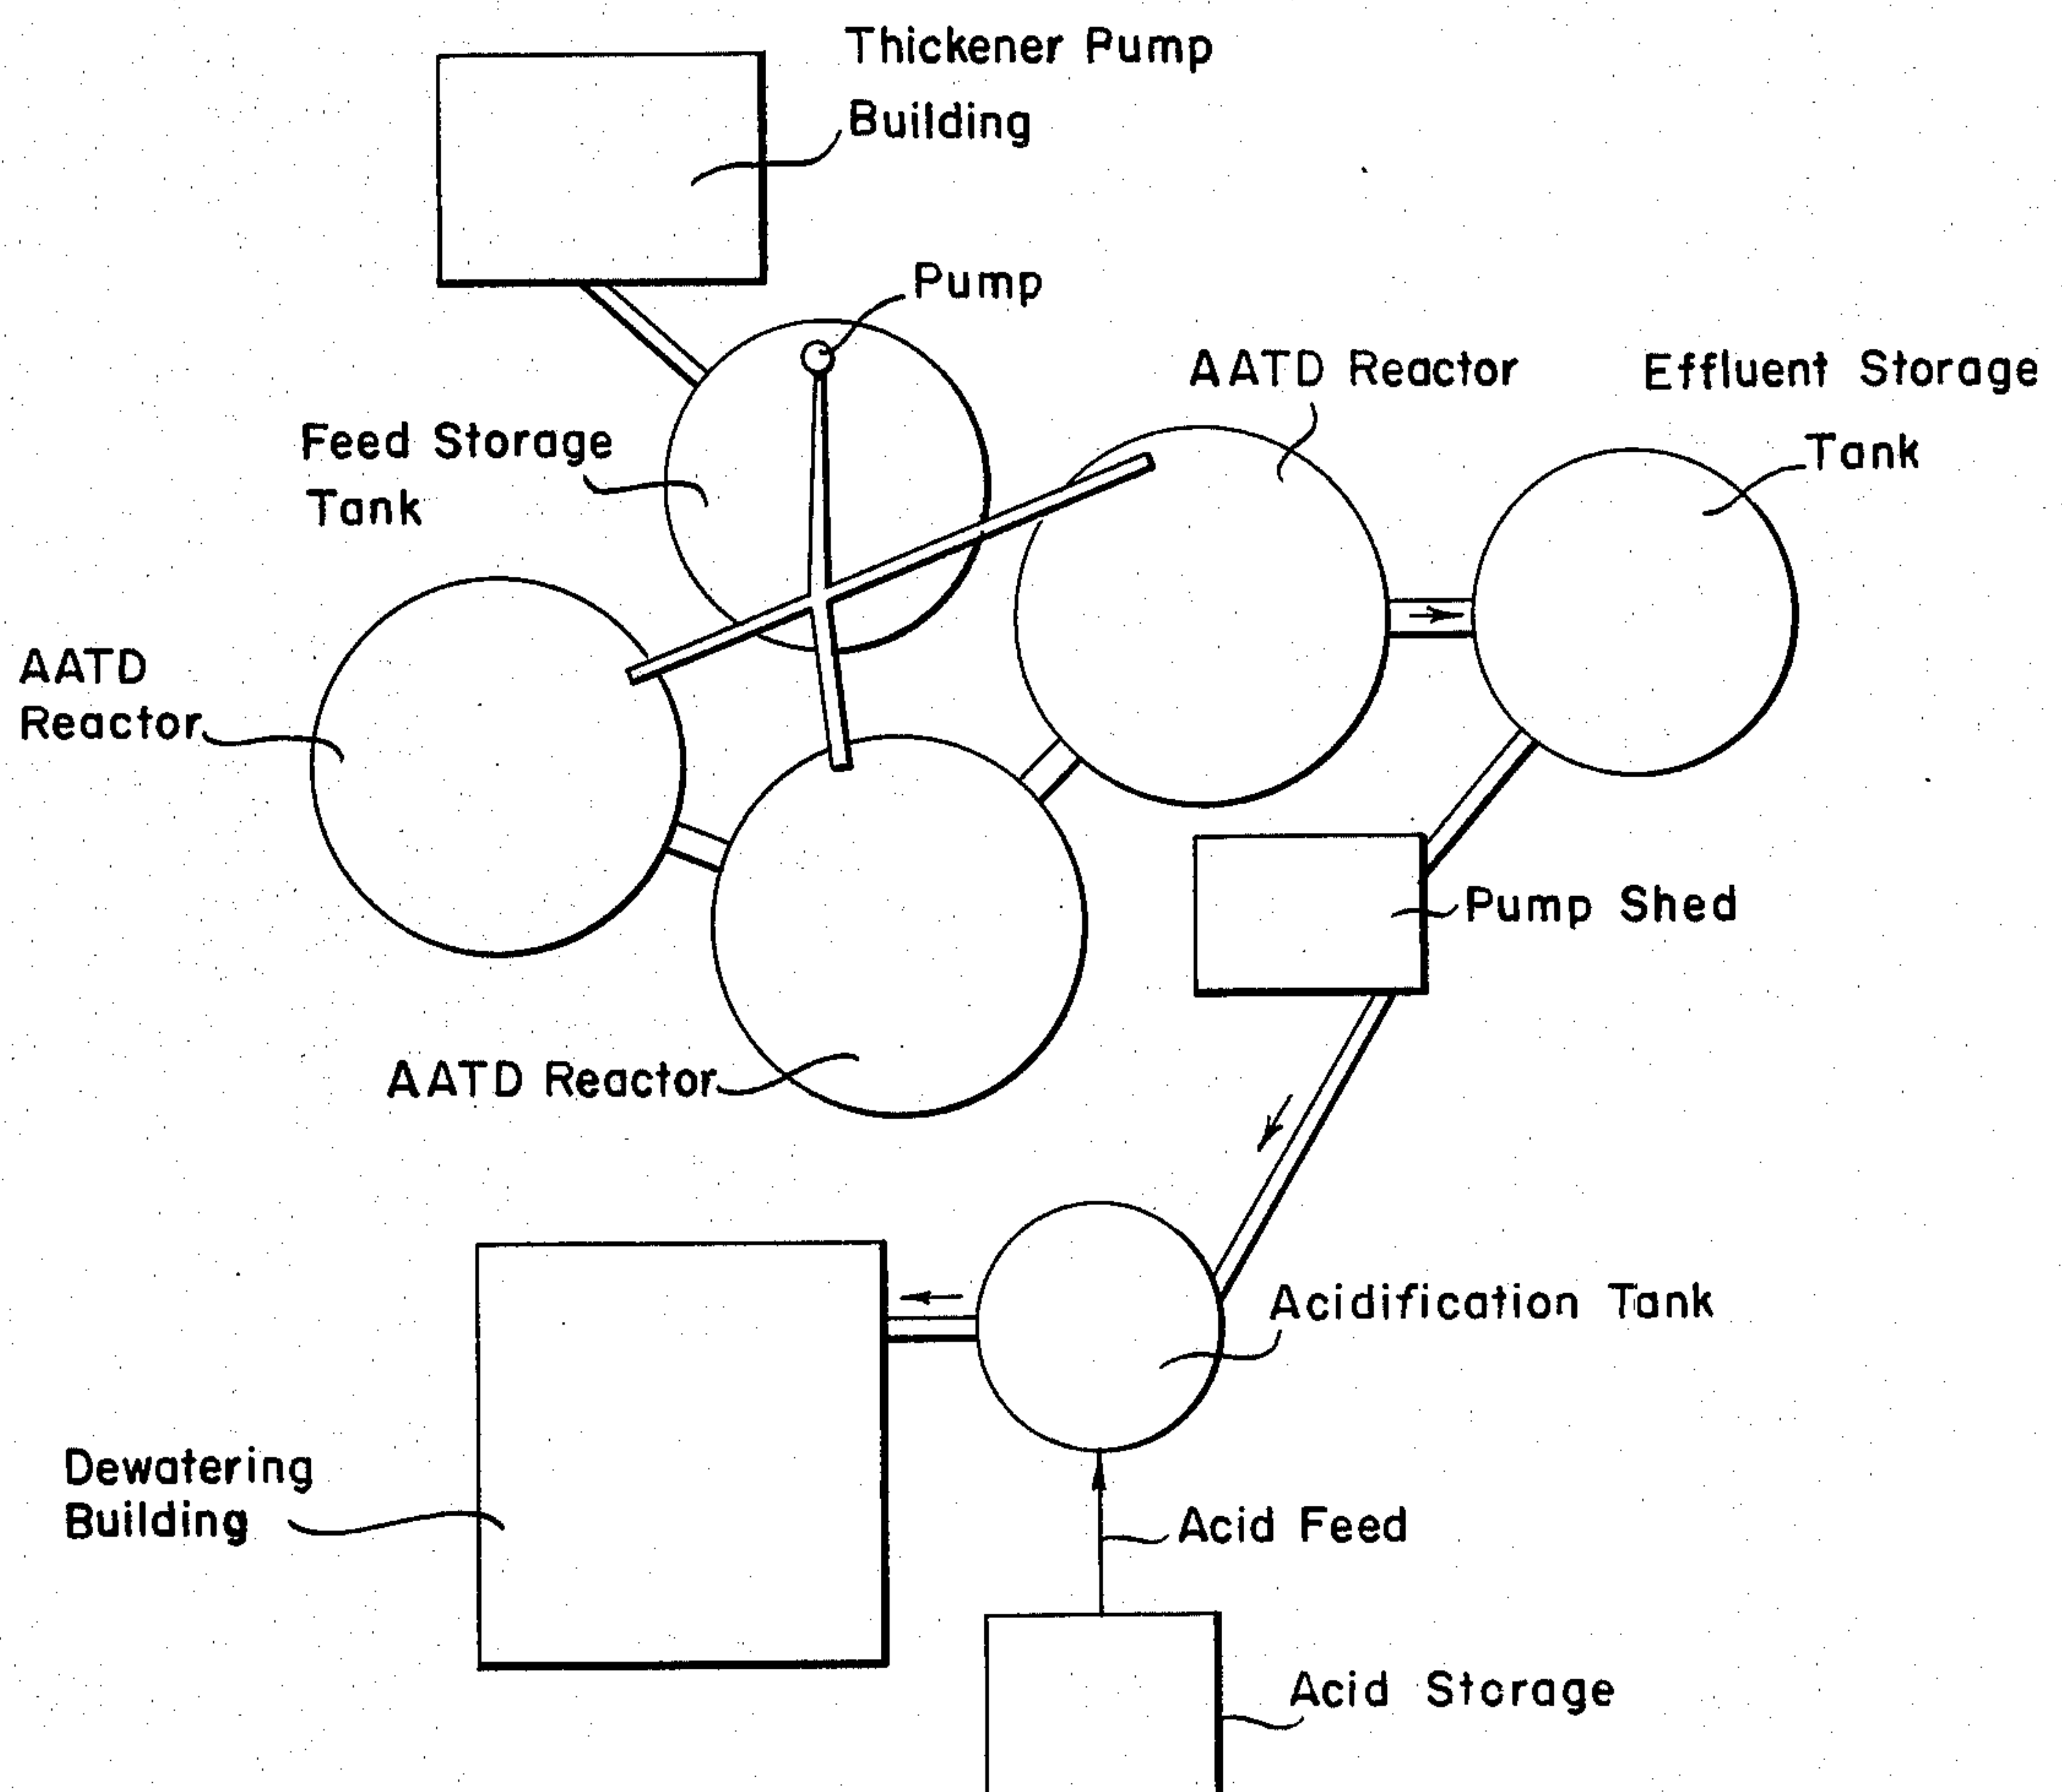 Thickener Pump
Building
Pump
AATD Reactor
Effluent Storage
Tank
Feed Storage
Tank
AATD
Reactor
Pump Shed
AATD Reactor
Acidification Tank
Dewatering
Building
Acid Feed
Acid Storage